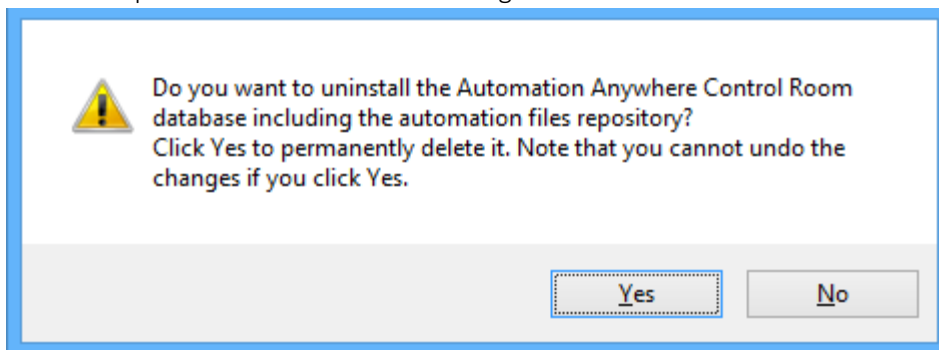 Do you want to uninstall the Automation Anywhere Control Room
database including the automation files repository?
Click Yes to permanently delete it. Note that you cannot undo the
changes if you click Yes.
Yes
No